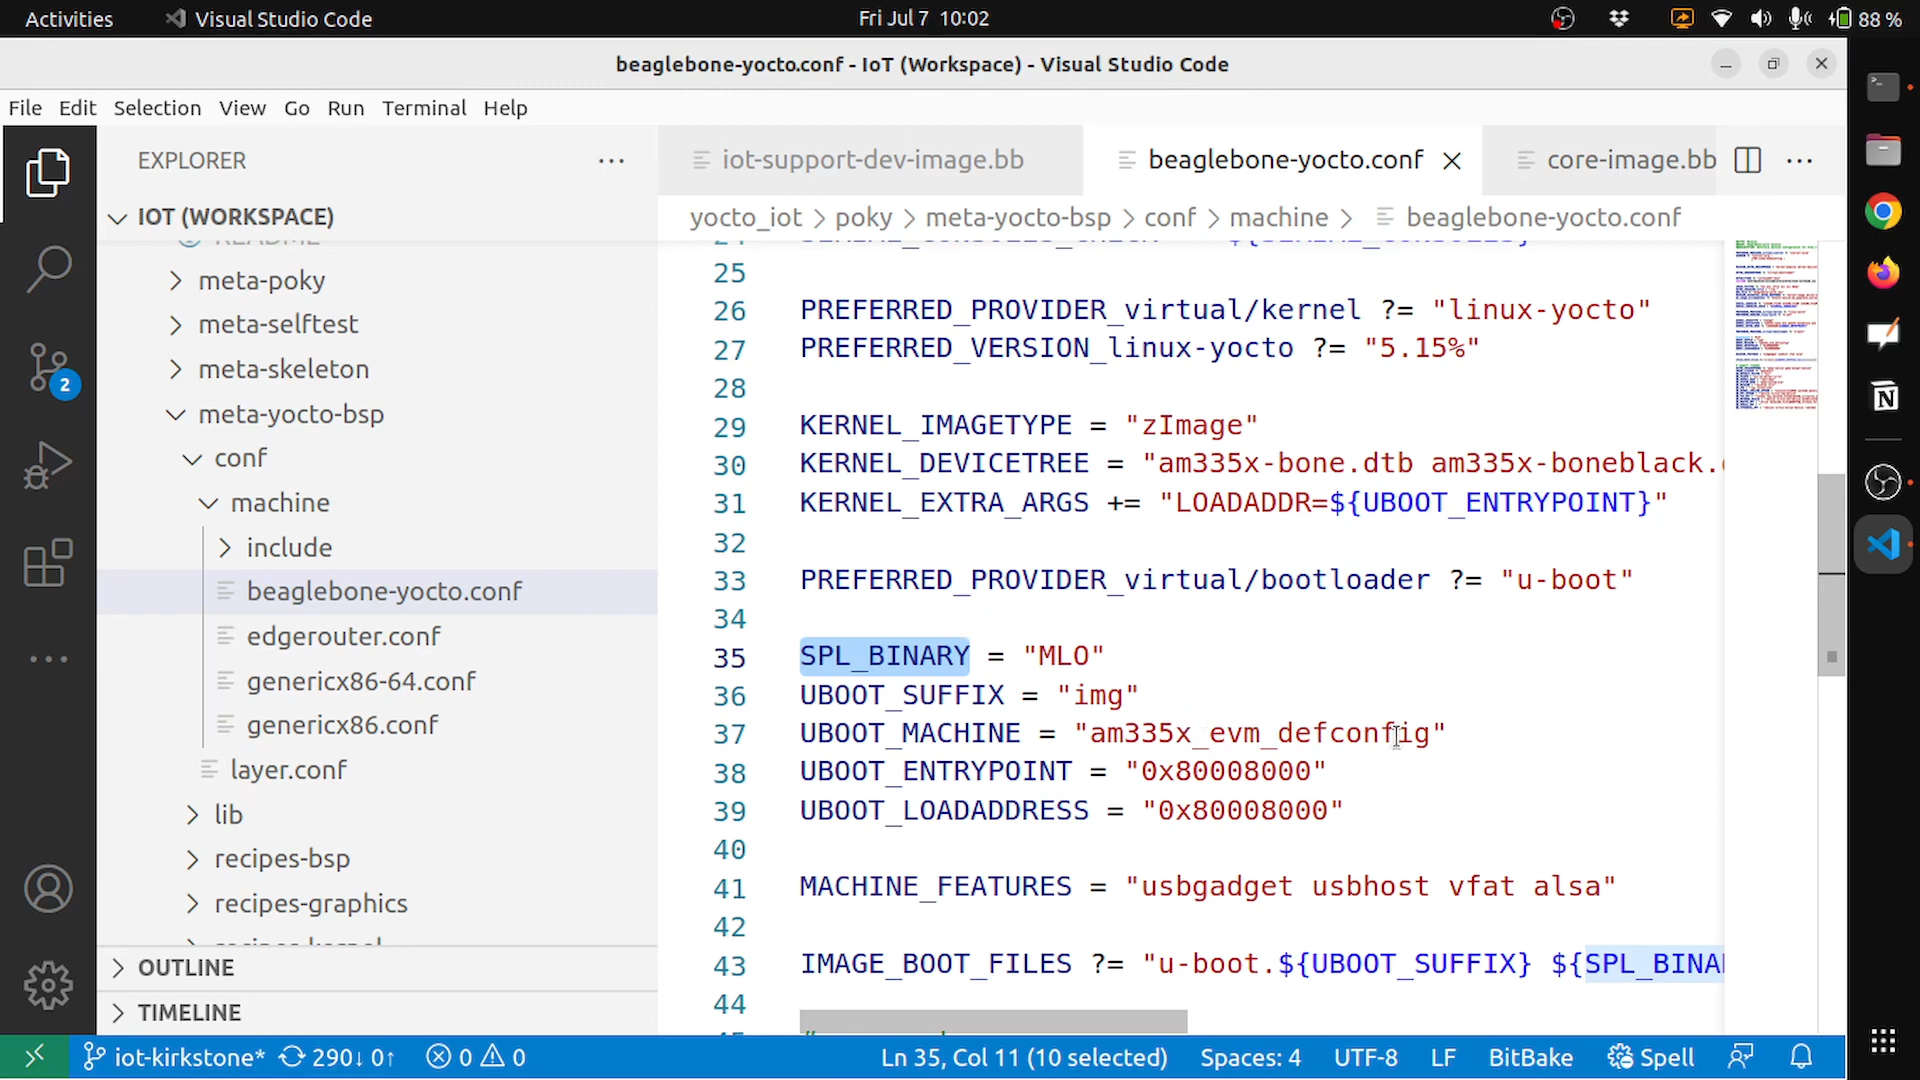 Activities
Visual Studio Code
Fri Jul 7 10:02
88 %
beaglebone-yocto.conf - IoT (Workspace) - Visual Studio Code
File Edit Selection View Go Run Terminal Help
EXPLORER
IOT (WORKSPACE)
README
meta-poky
meta-selftest
meta-skeleton
meta-yocto-bsp
conf
machine
include
beaglebone-yocto.conf
edgerouter.conf
genericx86-64.conf
genericx86.conf
layer.conf
lib
recipes-bsp
recipes-graphics
recipes-kernel
OUTLINE
TIMELINE
2
iot-support-dev-image.bb
beaglebone-yocto.conf
core-image.bb
yocto_iot > poky > meta-yocto-bsp > conf > machine > beaglebone-yocto.conf
24
25
26 PREFERRED_PROVIDER_virtual/kernel ?= "linux-yocto"
27 PREFERRED_VERSION_linux-yocto ?= "5.15%"
28
29 KERNEL_IMAGETYPE = "zImage"
30 KERNEL_DEVICETREE = "am335x-bone.dtb am335x-boneblack.
31 KERNEL_EXTRA_ARGS += "LOADADDR=${UBOOT_ENTRYPOINT}"
32
33 PREFERRED_PROVIDER_virtual/bootloader ?= "u-boot"
34
35 SPL_BINARY = "MLO"
36 UBOOT_SUFFIX = "img"
37 UBOOT_MACHINE = "am335x_evm_defconfig"
38 UBOOT_ENTRYPOINT = "0x80008000"
39 UBOOT_LOADADDRESS = "0x80008000"
40
41 MACHINE_FEATURES = "usbgadget usbhost vfat alsa"
42
43 IMAGE_BOOT_FILES ?= "u-boot.${UBOOT_SUFFIX} ${SPL_BINA
44
iot-kirkstone* 290↓ 0↑ 0 0
Ln 35, Col 11 (10 selected) Spaces: 4 UTF-8 LF BitBake Spell